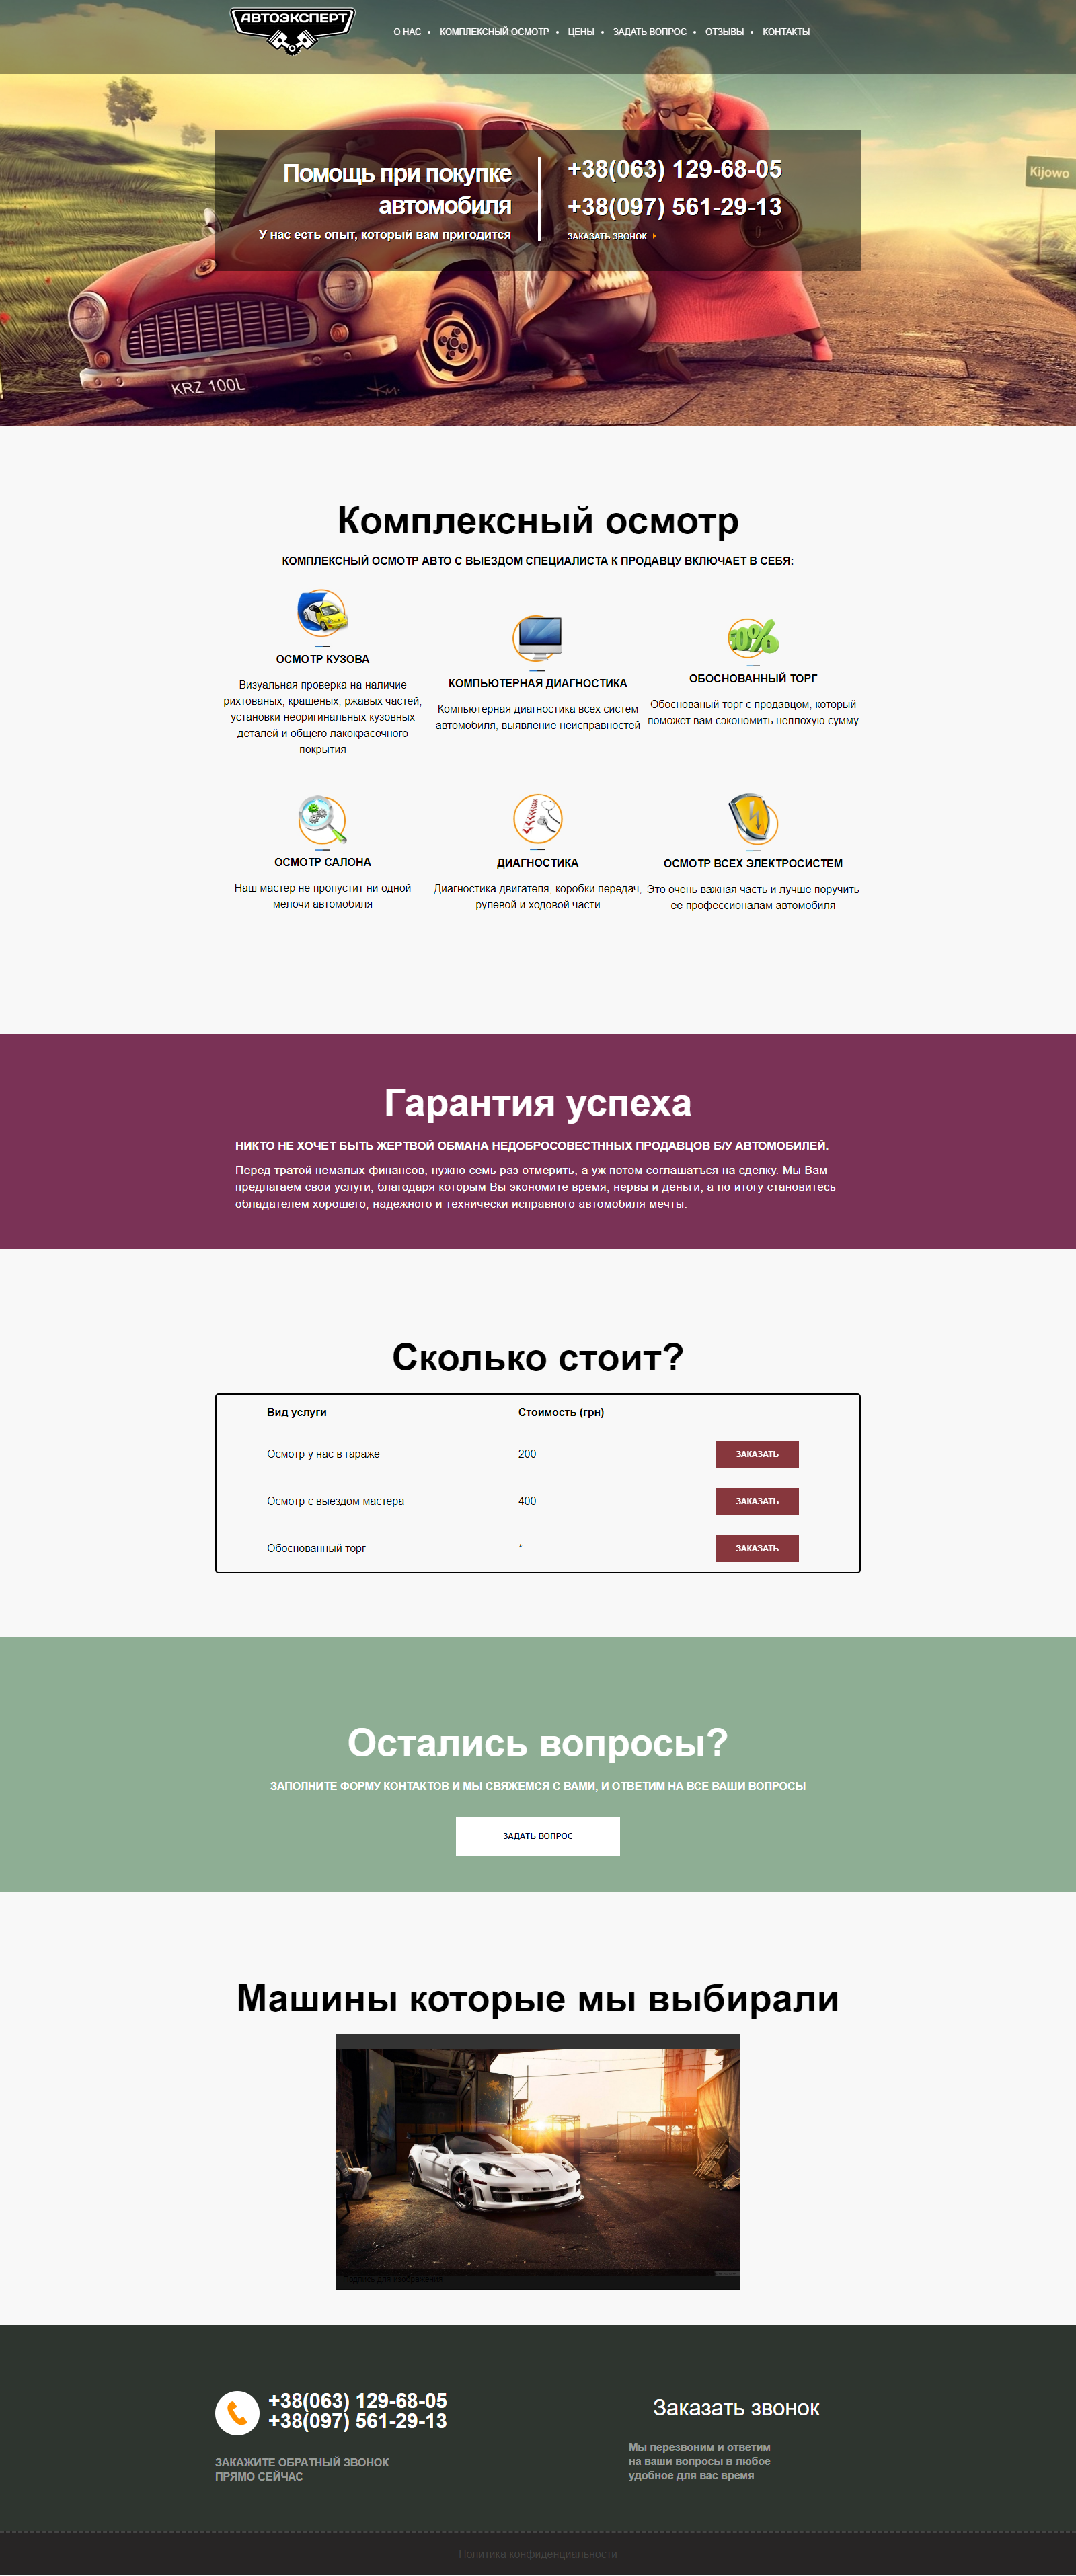 АВТОЭКСПЕРТ
О НАС • КОМПЛЕКСНЫЙ ОСМОТР • ЦЕНЫ • ЗАДАТЬ ВОПРОС • ОТЗЫВЫ • КОНТАКТЫ
Kijowo
Помощь при покупке
автомобиля
У нас есть опыт, который вам пригодится
+38(063) 129-68-05
+38(097) 561-29-13
ЗАКАЗАТЬ ЗВОНОК
KRZ 100L
Комплексный осмотр
КОМПЛЕКСНЫЙ ОСМОТР АВТО С ВЫЕЗДОМ СПЕЦИАЛИСТА К ПРОДАВЦУ ВКЛЮЧАЕТ В СЕБЯ:
ОСМОТР КУЗОВА
Визуальная проверка на наличие
рихтованых, крашеных, ржавых частей,
установки неоригинальных кузовных
деталей и общего лакокрасочного
покрытия
КОМПЬЮТЕРНАЯ ДИАГНОСТИКА
Компьютерная диагностика всех систем
автомобиля, выявление неисправностей
50%
ОБОСНОВАННЫЙ ТОРГ
Обоснованый торг с продавцом, который
поможет вам сэкономить неплохую сумму
ОСМОТР САЛОНА
Наш мастер не пропустит ни одной
мелочи автомобиля
ДИАГНОСТИКА
Диагностика двигателя, коробки передач,
рулевой и ходовой части
ОСМОТР ВСЕХ ЭЛЕКТРОСИСТЕМ
Это очень важная часть и лучше поручить
её профессионалам автомобиля
Гарантия успеха
НИКТО НЕ ХОЧЕТ БЫТЬ ЖЕРТВОЙ ОБМАНА НЕДОБРОСОВЕСТННЫХ ПРОДАВЦОВ Б/У АВТОМОБИЛЕЙ.
Перед тратой немалых финансов, нужно семь раз отмерить, а уж потом соглашаться на сделку. Мы Вам
предлагаем свои услуги, благодаря которым Вы экономите время, нервы и деньги, а по итогу становитесь
обладателем хорошего, надежного и технически исправного автомобиля мечты.
Сколько стоит?
Вид услуги Стоимость (грн)
Осмотр у нас в гараже 200 ЗАКАЗАТЬ
Осмотр с выездом мастера 400 ЗАКАЗАТЬ
Обоснованный торг * ЗАКАЗАТЬ
Остались вопросы?
ЗАПОЛНИТЕ ФОРМУ КОНТАКТОВ И МЫ СВЯЖЕМСЯ С ВАМИ, И ОТВЕТИМ НА ВСЕ ВАШИ ВОПРОСЫ
ЗАДАТЬ ВОПРОС
Машины которые мы выбирали
+38(063) 129-68-05
+38(097) 561-29-13
ЗАКАЖИТЕ ОБРАТНЫЙ ЗВОНОК
ПРЯМО СЕЙЧАС
Заказать звонок
Мы перезвоним и ответим
на ваши вопросы в любое
удобное для вас время
Политика конфиденциальности